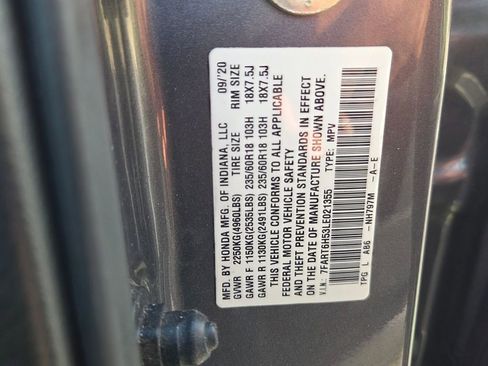 MFD. BY HONDA MFG. OF INDIANA, LLC 09/'20
GVWR 2250KG(4960LBS) TIRE SIZE RIM SIZE
GAWR F 1150KG(2535LBS) 235/60R18 103H 18X7.5J
GAWR R 1130KG(2491LBS) 235/60R18 103H 18X7.5J
THIS VEHICLE CONFORMS TO ALL APPLICABLE
FEDERAL MOTOR VEHICLE SAFETY
AND THEFT PREVENTION STANDARDS IN EFFECT
ON THE DATE OF MANUFACTURE SHOWN ABOVE.
V.I.N: 7FART6H53LE021355 TYPE: MPV
TPG L A86 -NH797M -A-E